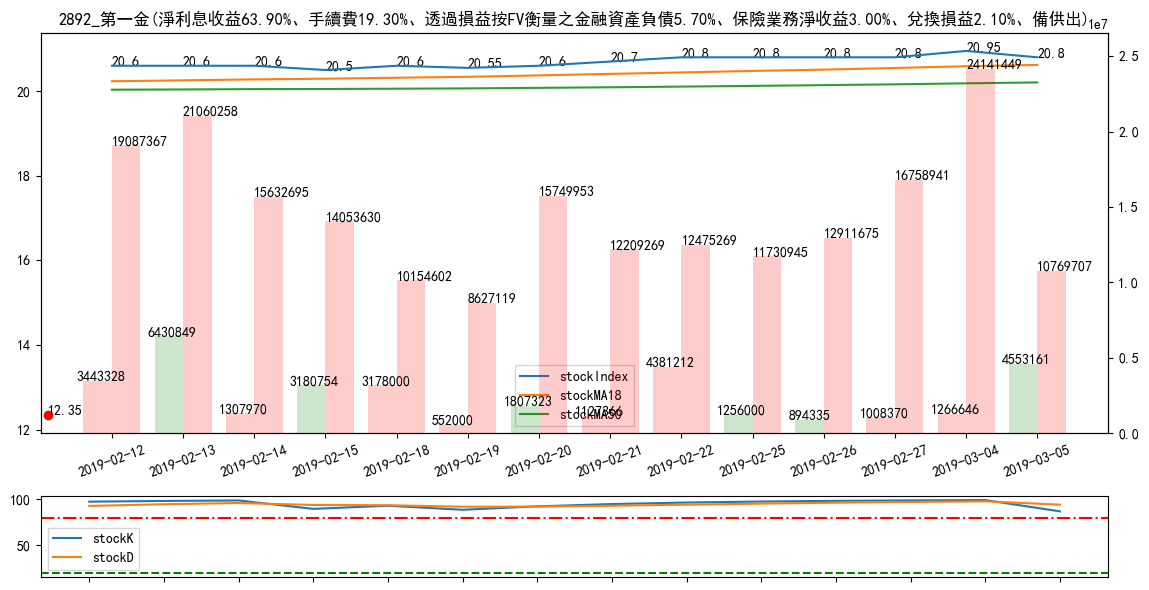 2892_第一金(淨利息收益63.90%、手續費19.30%、透過損益按FV衡量之金融資產負債5.70%、保險業務淨收益3.00%、兌換損益2.10%、備供出)
1e7
20.6 20.6 20.6 20.5 20.6 20.55 20.6 20.7 20.8 20.8 20.8 20.8 20.95 20.8
19087367 21060258 15632695 14053630 10154602 8627119 15749953 12209269 12475269 11730945 12911675 16758941 24141449 10769707
3443328 6430849 1307970 3180754 3178000 552000 1807323 1127366 4381212 1256000 894335 1008370 1266646 4553161
12.35
20
18
16
14
12
2.5
2.0
1.5
1.0
0.5
0.0
stockIndex
stockMA18
stockMA50
2019-02-12 2019-02-13 2019-02-14 2019-02-15 2019-02-18 2019-02-19 2019-02-20 2019-02-21 2019-02-22 2019-02-25 2019-02-26 2019-02-27 2019-03-04 2019-03-05
100
50
stockK
stockD